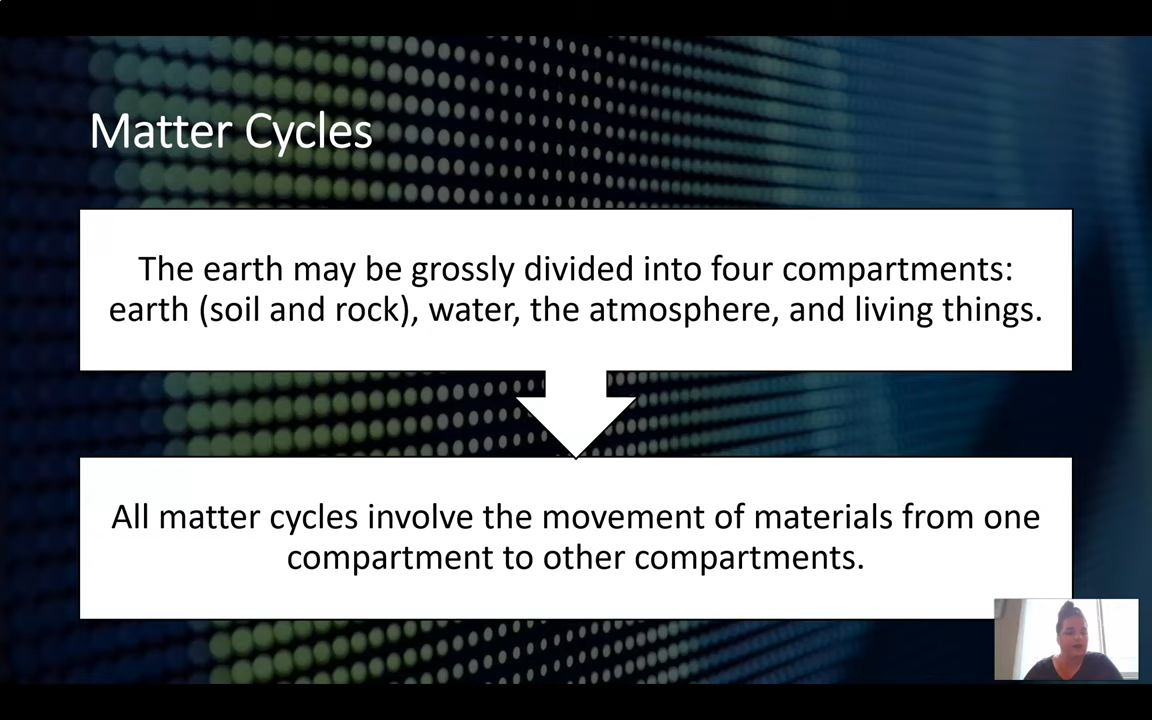 Matter Cycles
The earth may be grossly divided into four compartments:
earth (soil and rock), water, the atmosphere, and living things.
All matter cycles involve the movement of materials from one
compartment to other compartments.